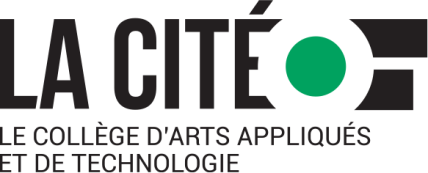 LA CITÉ
LE COLLÈGE D'ARTS APPLIQUÉS
ET DE TECHNOLOGIE